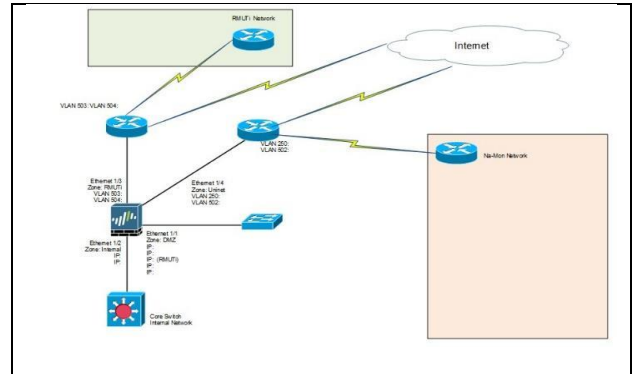 RMUTi Network
Internet
VLAN 503: VLAN 504:
VLAN 250:
VLAN 502:
Na-Mon Network
Ethernet 1/3
Zone: RMUTi
VLAN 503:
VLAN 504:
Ethernet 1/4
Zone: Uninet
VLAN 250:
VLAN 502:
Ethernet 1/2
Zone: Internal
IP:
IP:
Ethernet 1/1
Zone: DMZ
IP:
IP:
IP: (RMUTi)
IP:
IP:
Core Switch
Internal Network